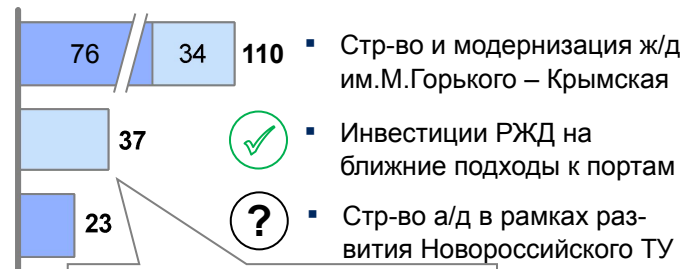 76 34 110
Стр-во и модернизация ж/д
им.М.Горького – Крымская
37
Инвестиции РЖД на
ближние подходы к портам
23
?
Стр-во а/д в рамках раз-
вития Новороссийского ТУ